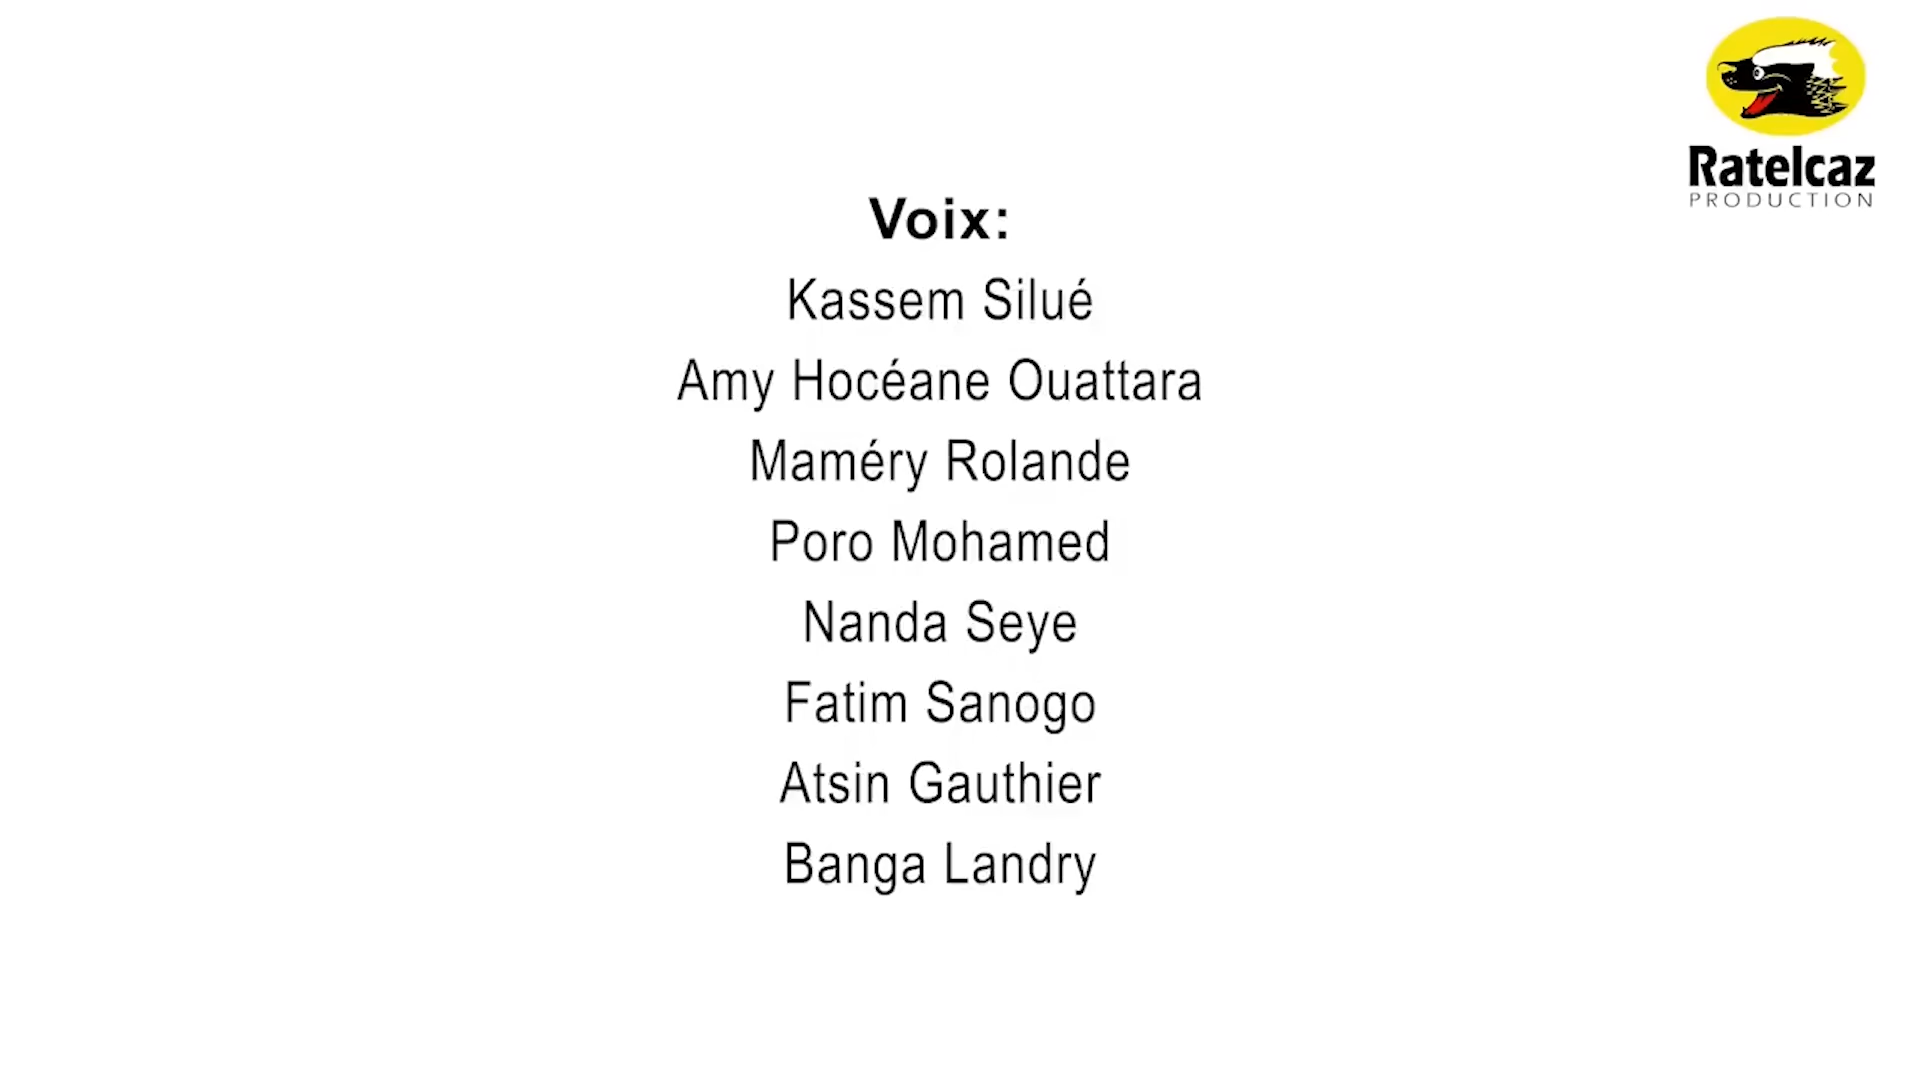 Ratelcaz
PRODUCTION
Voix:
Kassem Silué
Amy Hocéane Ouattara
Maméry Rolande
Poro Mohamed
Nanda Seye
Fatim Sanogo
Atsin Gauthier
Banga Landry